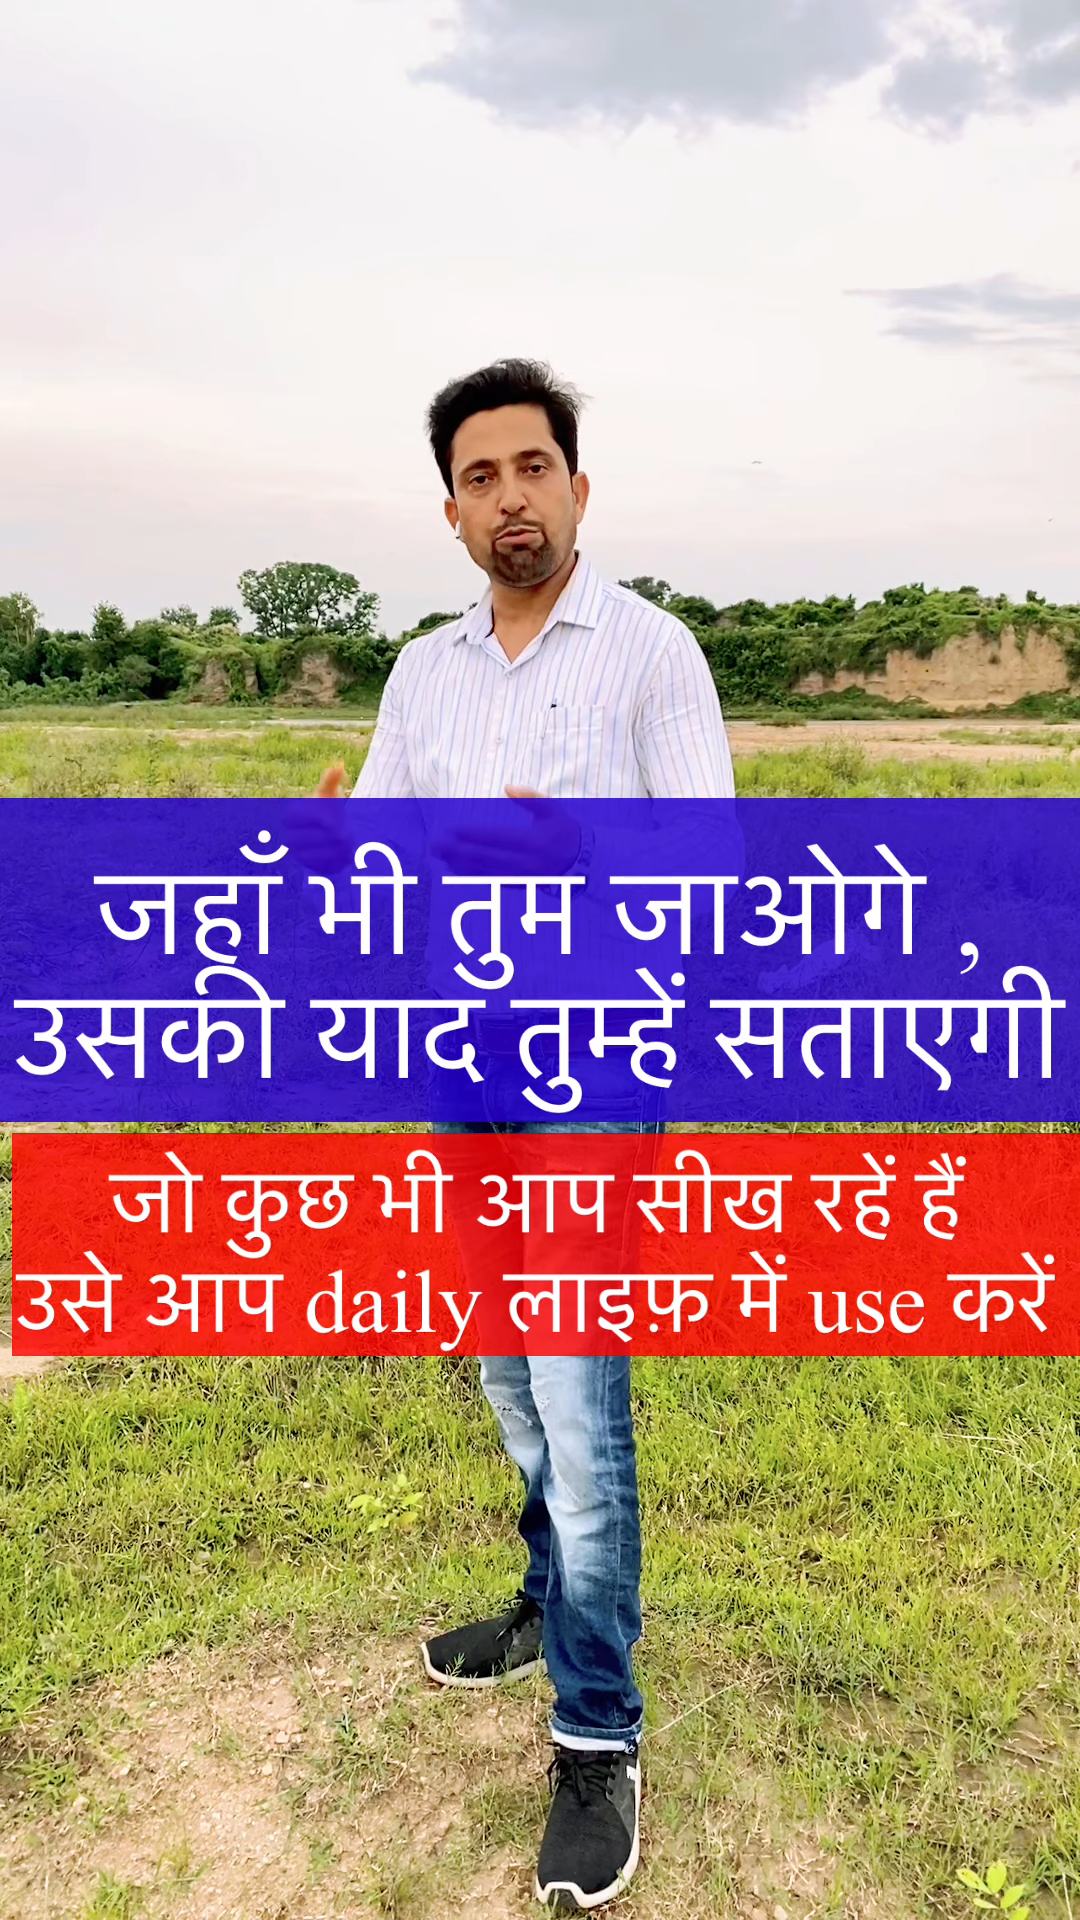 जहाँ भी तुम जाओगे ,
उसकी याद तुम्हें सताएगी
जो कुछ भी आप सीख रहें हैं
उसे आप daily लाइफ़ में use करें